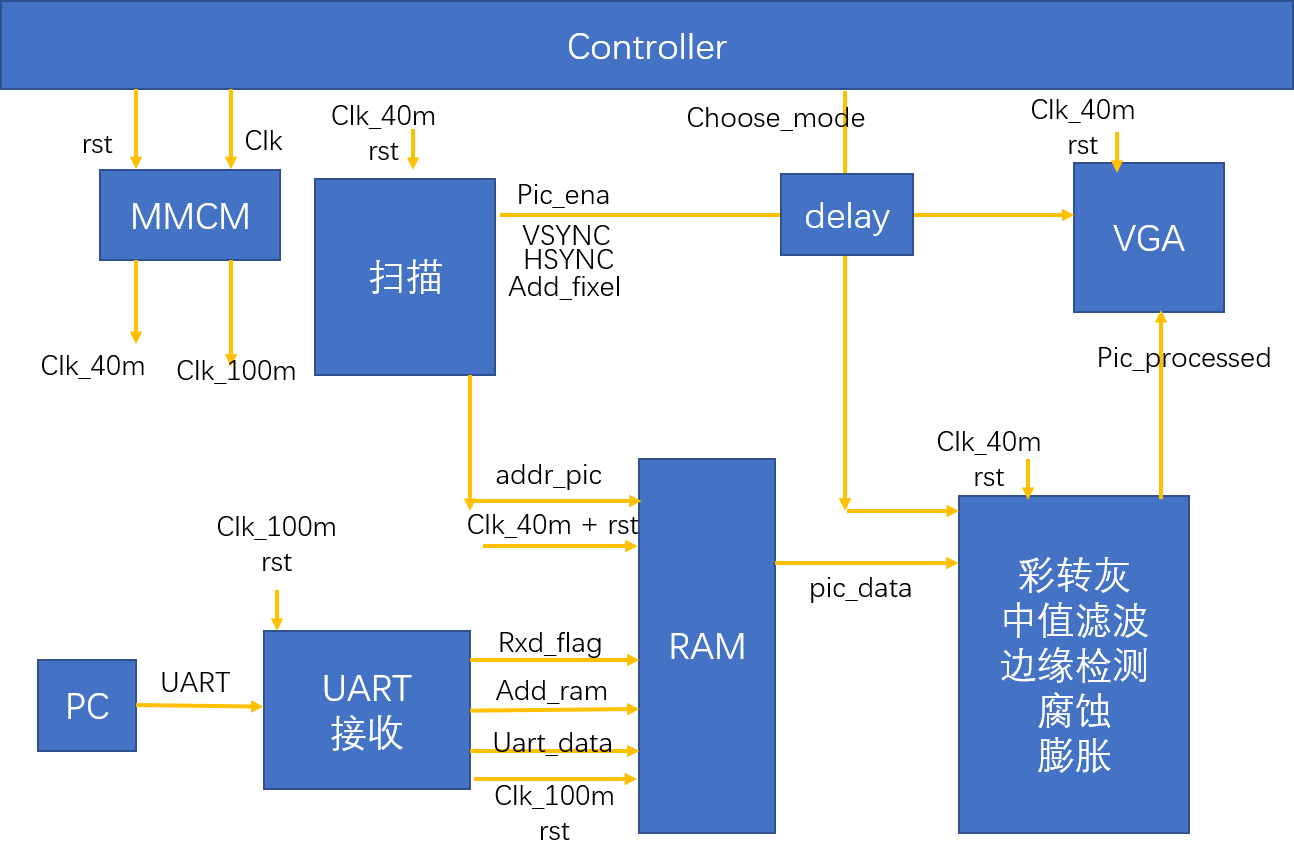 Controller
rst
Clk
MMCM
Clk_40m
Clk_100m
Clk_40m
rst
扫描
Pic_ena
VSYNC
HSYNC
Add_fixel
Choose_mode
delay
Clk_40m
rst
VGA
Pic_processed
addr_pic
Clk_40m + rst
Clk_100m
rst
PC
UART
UART
接收
Rxd_flag
Add_ram
Uart_data
Clk_100m
rst
RAM
pic_data
Clk_40m
rst
彩转灰
中值滤波
边缘检测
腐蚀
膨胀